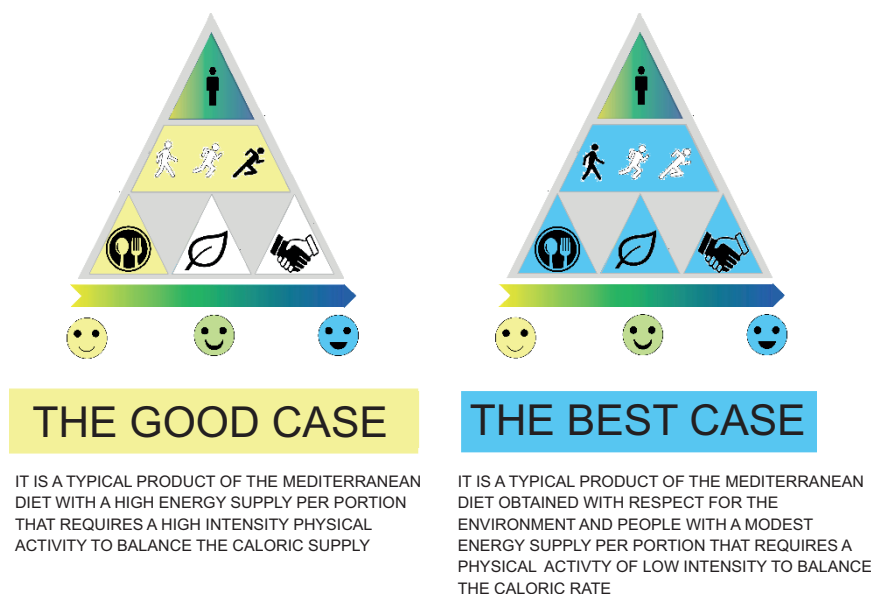 THE GOOD CASE
IT IS A TYPICAL PRODUCT OF THE MEDITERRANEAN
DIET WITH A HIGH ENERGY SUPPLY PER PORTION
THAT REQUIRES A HIGH INTENSITY PHYSICAL
ACTIVITY TO BALANCE THE CALORIC SUPPLY
THE BEST CASE
IT IS A TYPICAL PRODUCT OF THE MEDITERRANEAN
DIET OBTAINED WITH RESPECT FOR THE
ENVIRONMENT AND PEOPLE WITH A MODEST
ENERGY SUPPLY PER PORTION THAT REQUIRES A
PHYSICAL ACTIVTY OF LOW INTENSITY TO BALANCE
THE CALORIC RATE